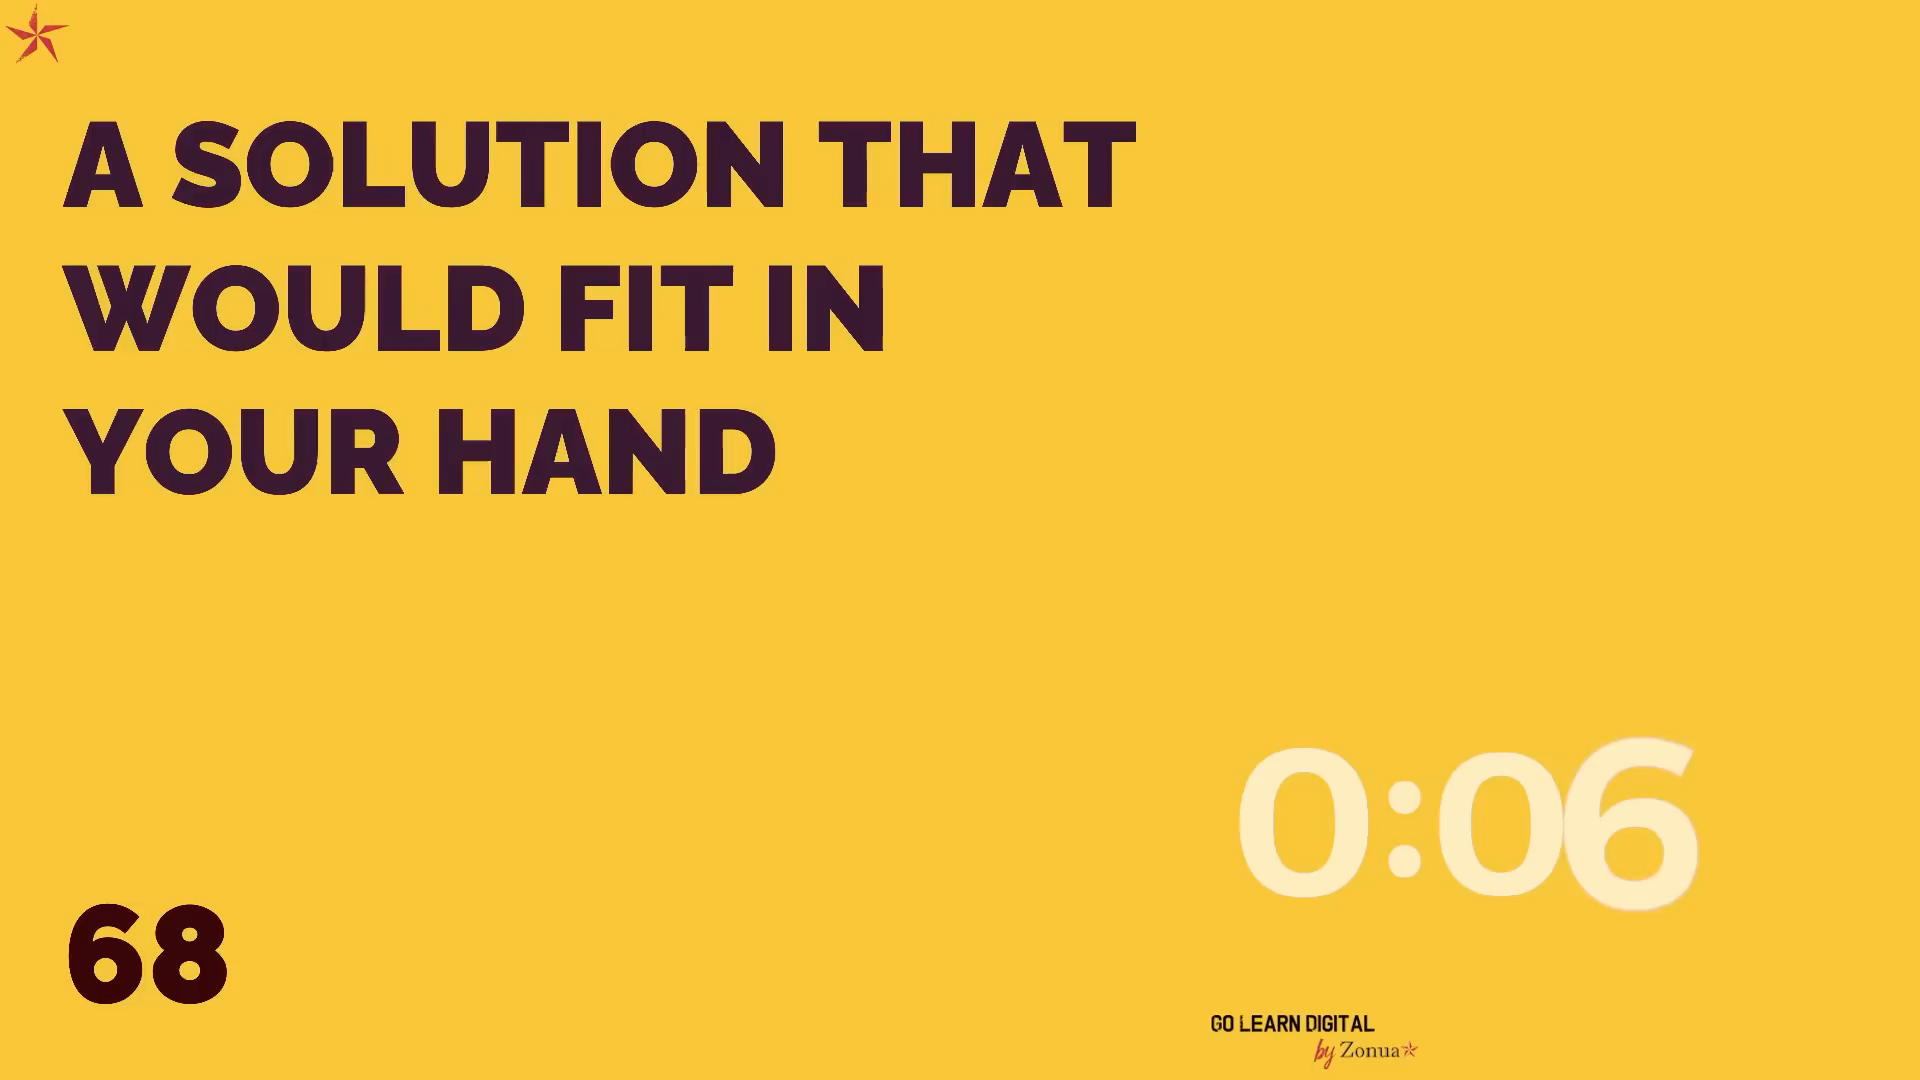 A SOLUTION THAT
WOULD FIT IN
YOUR HAND
0:06
68
GO LEARN DIGITAL
by Zonua